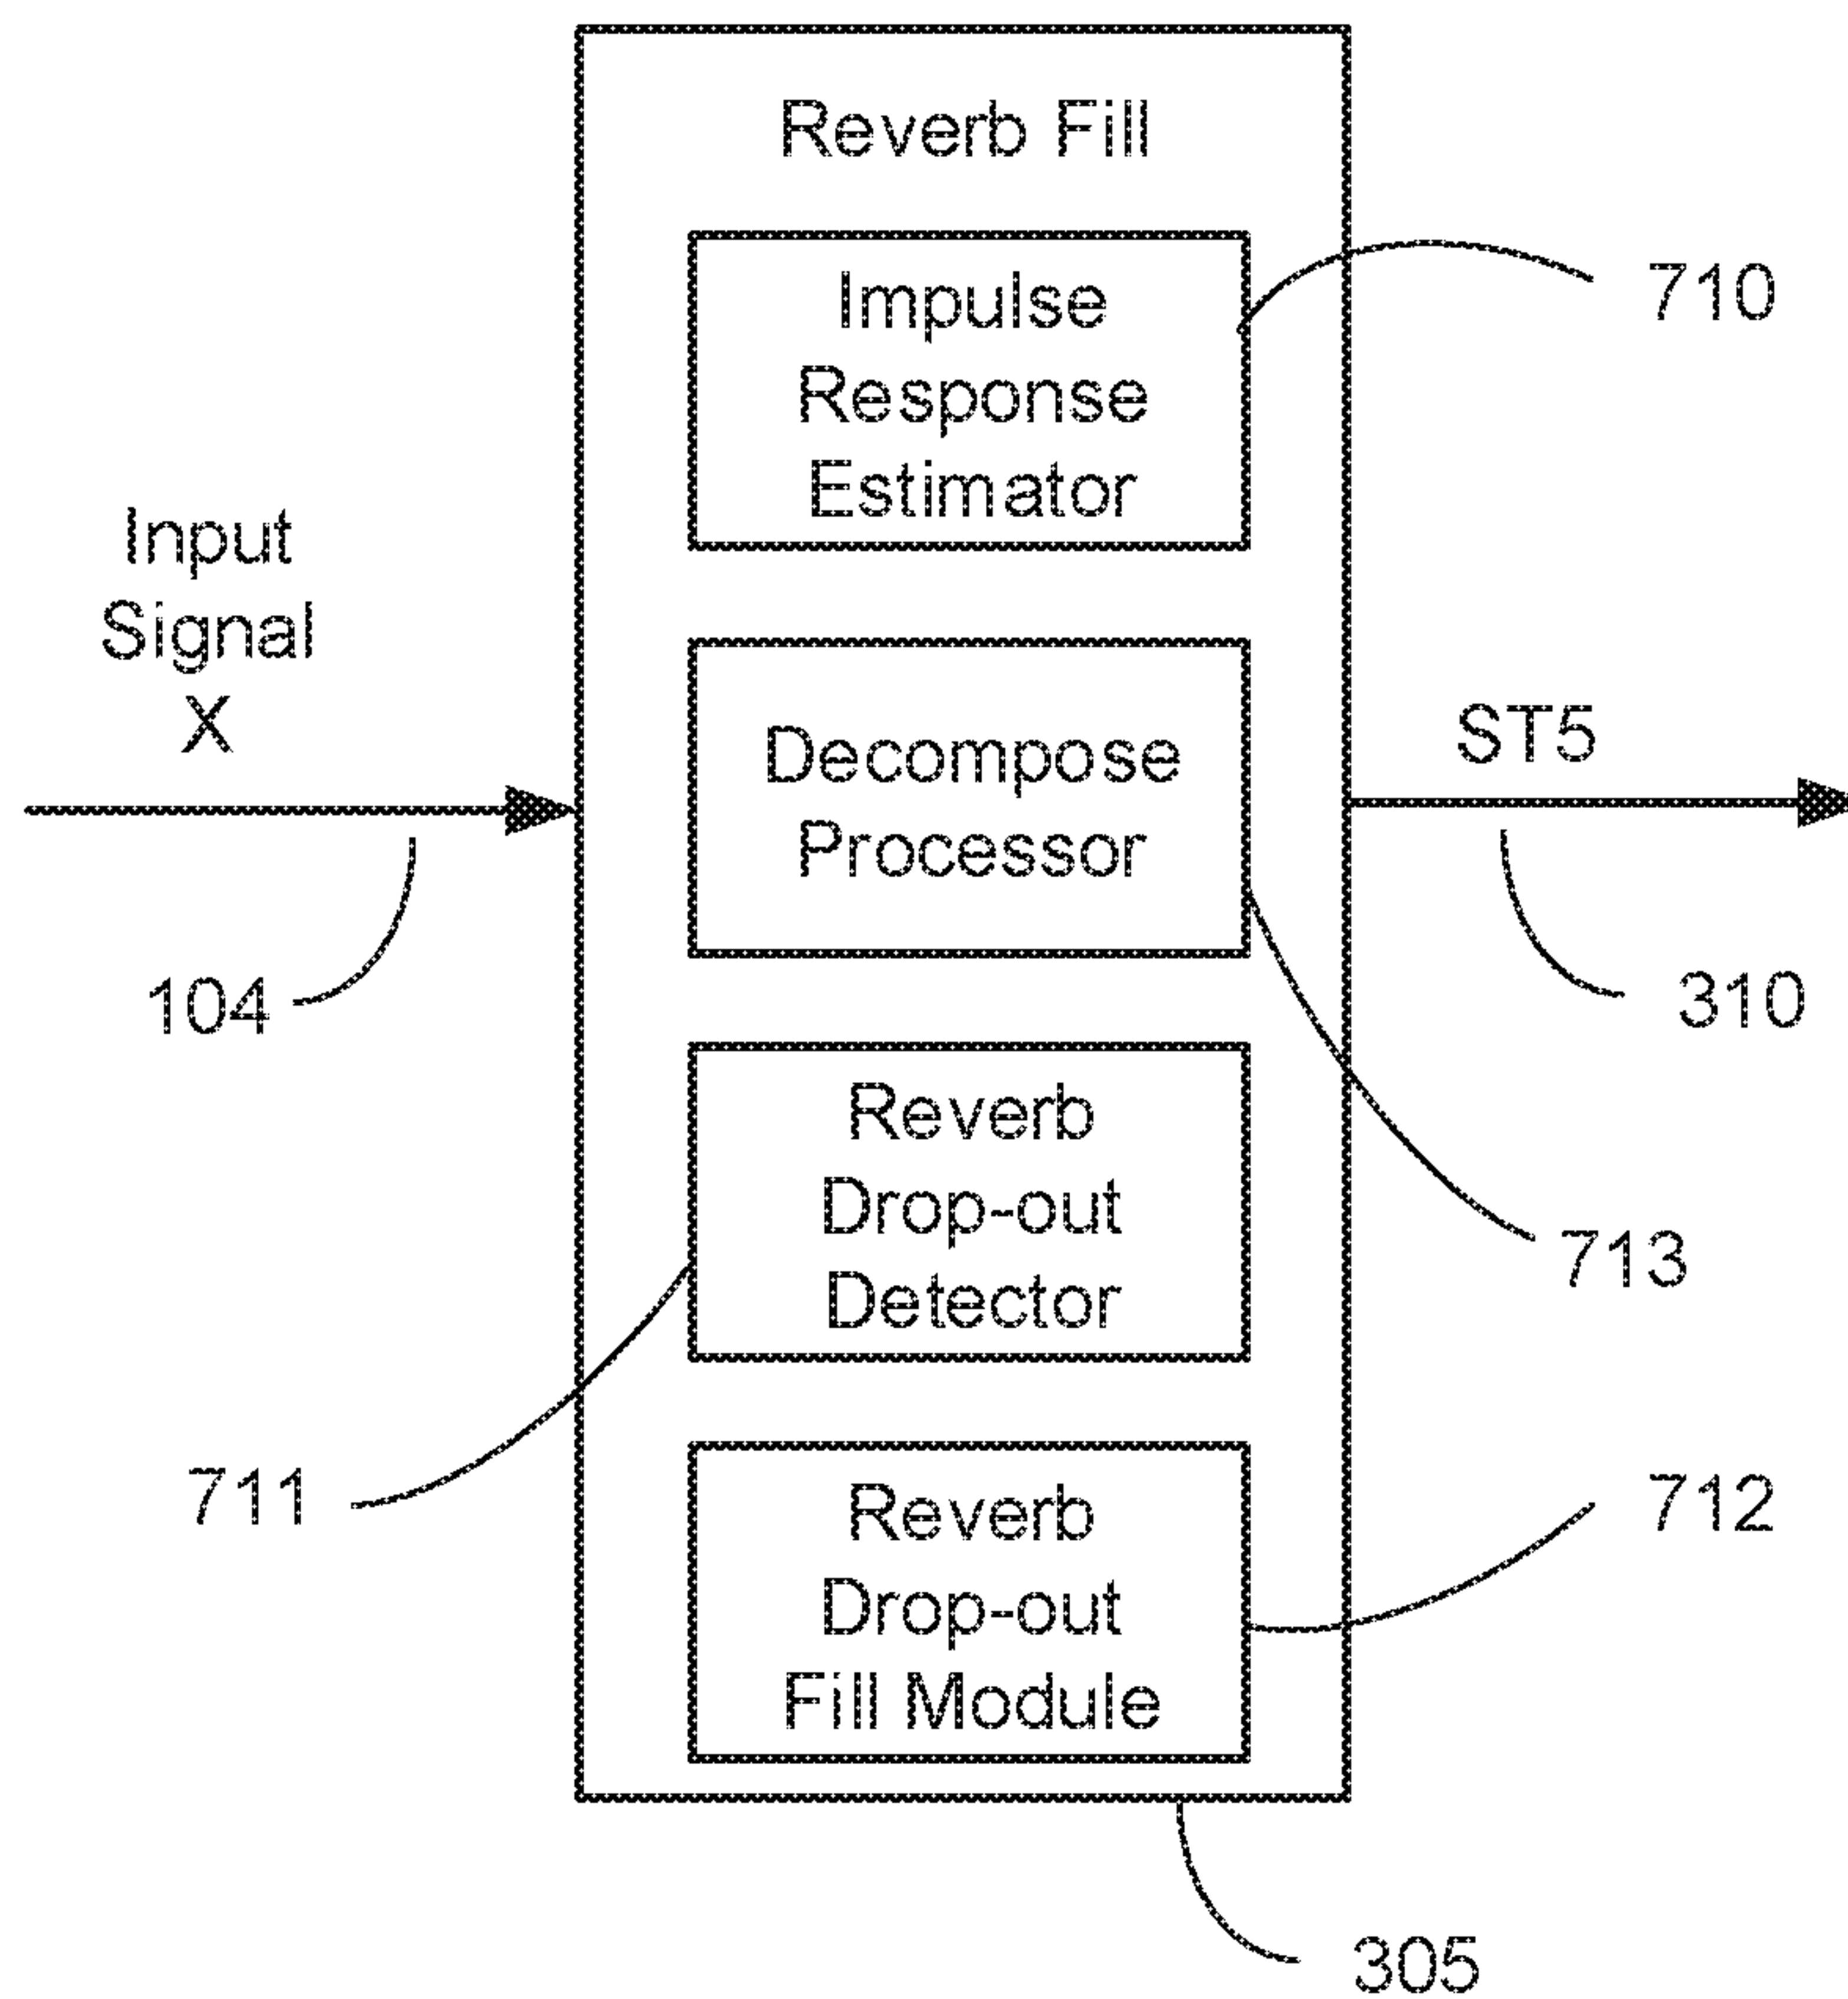 Reverb Fill
Impulse
Response
Estimator
710
Input
Signal
X
104
Decompose
Processor
713
ST5
310
Reverb
Drop-out
Detector
711
Reverb
Drop-out
Fill Module
712
305